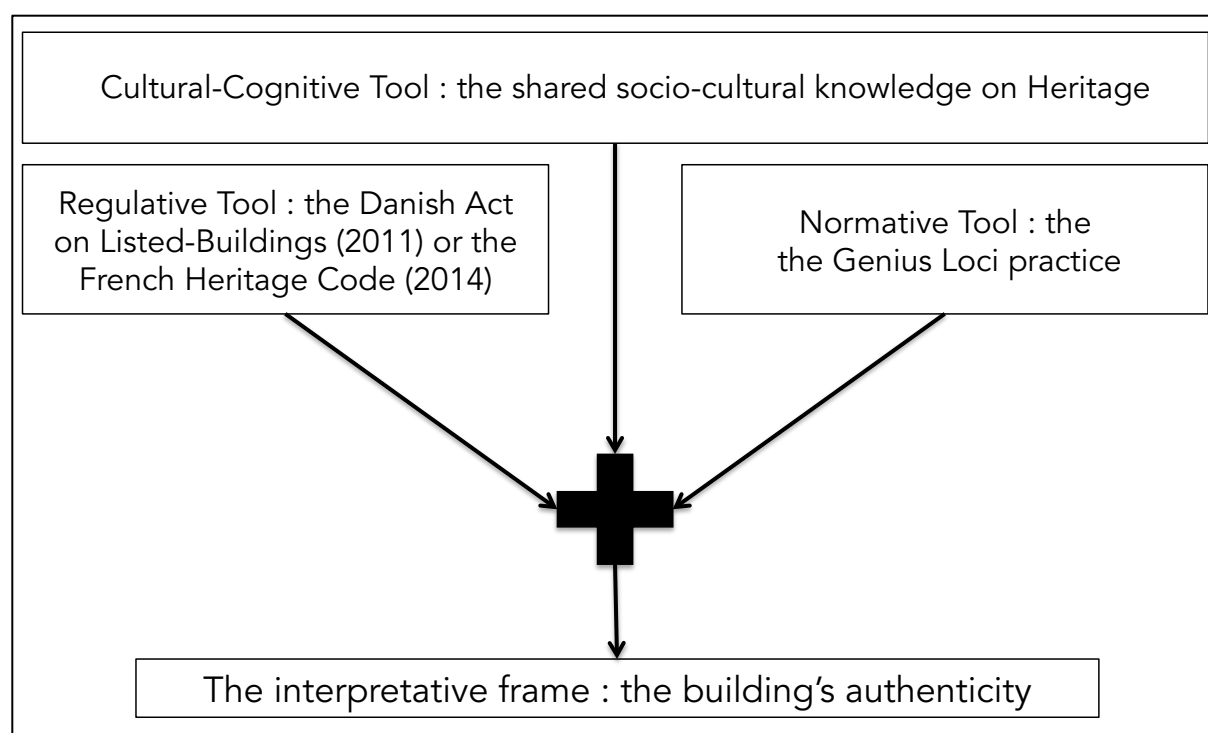 Cultural-Cognitive Tool : the shared socio-cultural knowledge on Heritage
Regulative Tool : the Danish Act
on Listed-Buildings (2011) or the
French Heritage Code (2014)
Normative Tool : the
the Genius Loci practice
The interpretative frame : the building’s authenticity